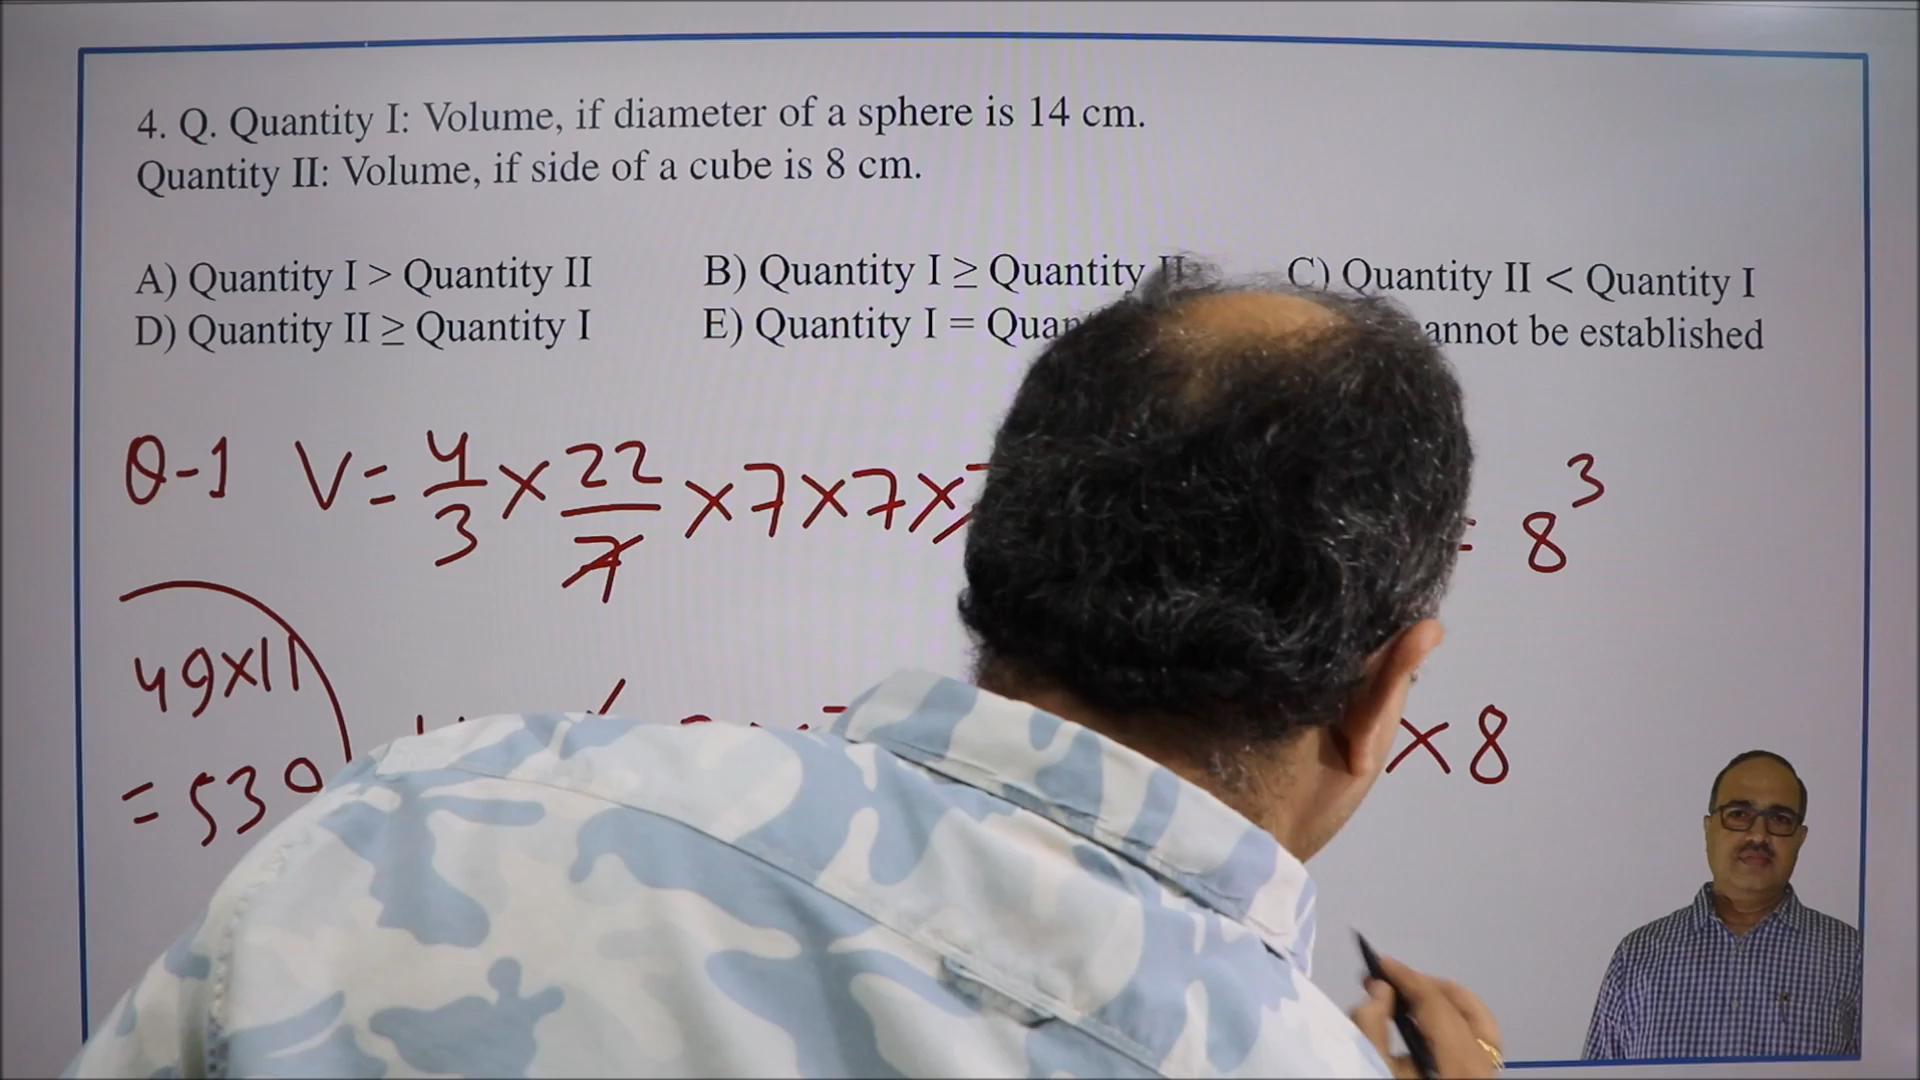 4. Q. Quantity I: Volume, if diameter of a sphere is 14 cm.
Quantity II: Volume, if side of a cube is 8 cm.
A) Quantity I > Quantity II B) Quantity I ≥ Quantity II C) Quantity II < Quantity I
D) Quantity II ≥ Quantity I E) Quantity I = be established
Q-1 V = 4/3 × 22/7 × 7 × 7 × = 8³
49×11
× 8
= 539